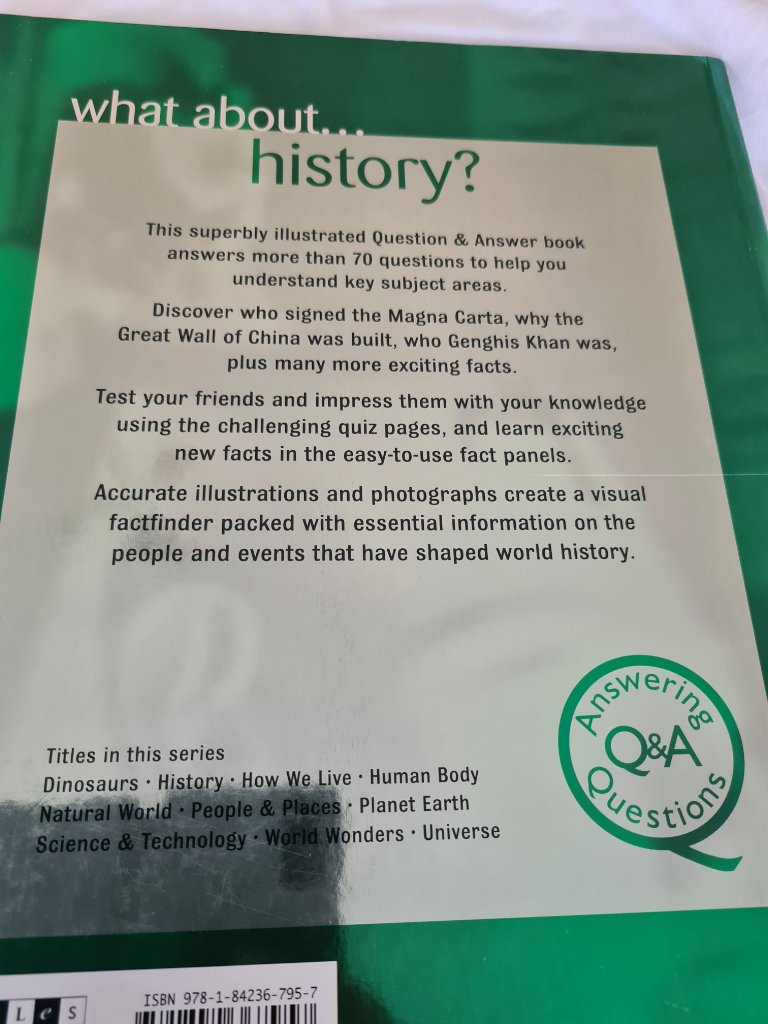 what about...
history?
This superbly illustrated Question & Answer book
answers more than 70 questions to help you
understand key subject areas.
Discover who signed the Magna Carta, why the
Great Wall of China was built, who Genghis Khan was,
plus many more exciting facts.
Test your friends and impress them with your knowledge
using the challenging quiz pages, and learn exciting
new facts in the easy-to-use fact panels.
Accurate illustrations and photographs create a visual
factfinder packed with essential information on the
people and events that have shaped world history.
Answering
Q&A
Questions
Titles in this series
Dinosaurs · History · How We Live · Human Body
Natural World · People & Places · Planet Earth
Science & Technology · World Wonders · Universe
L e s
ISBN 978-1-84236-795-7